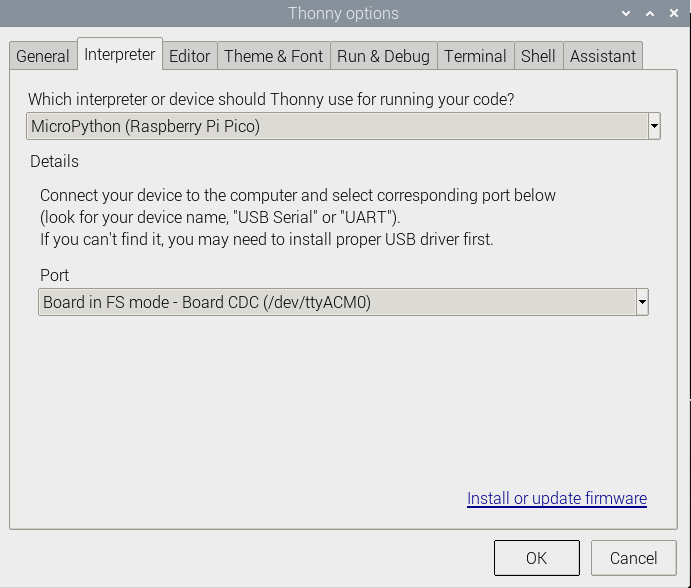 Thonny options
General Interpreter Editor Theme & Font Run & Debug Terminal Shell Assistant
Which interpreter or device should Thonny use for running your code?
MicroPython (Raspberry Pi Pico)
Details
Connect your device to the computer and select corresponding port below
(look for your device name, "USB Serial" or "UART").
If you can't find it, you may need to install proper USB driver first.
Port
Board in FS mode - Board CDC (/dev/ttyACM0)
Install or update firmware
OK Cancel